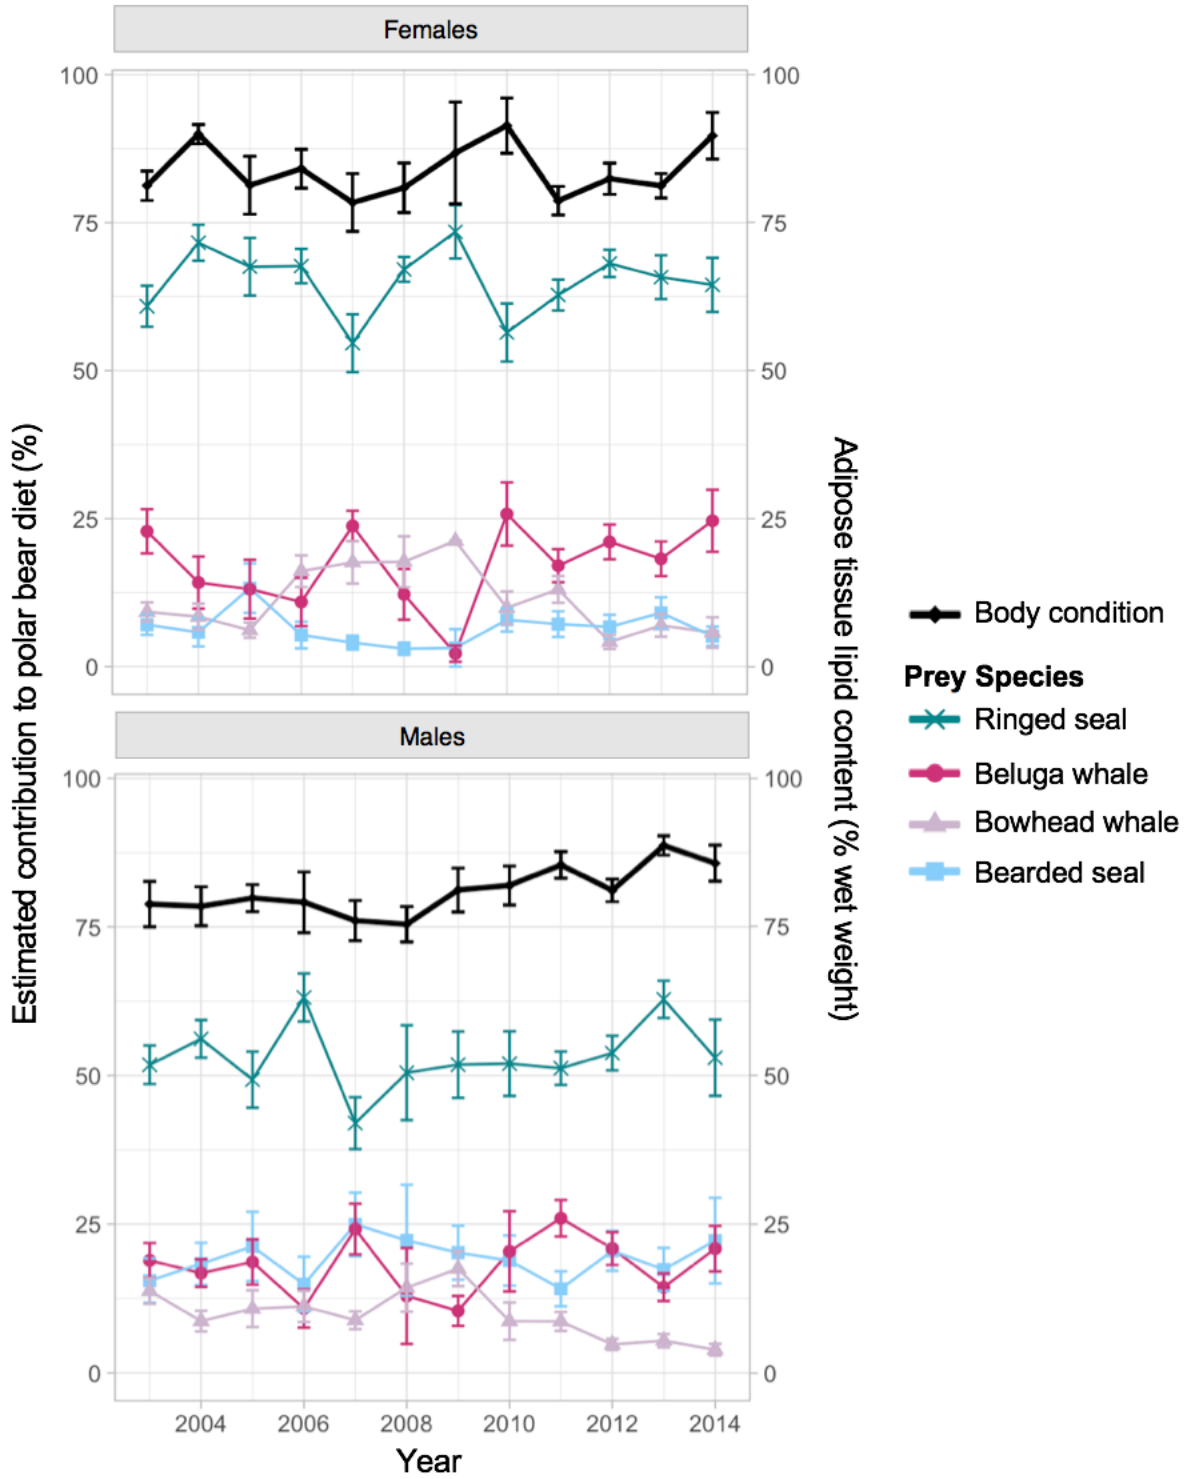 Females
100
75
50
25
0
100
75
50
25
0
Males
100
75
50
25
0
100
75
50
25
0
2004 2006 2008 2010 2012 2014
Year
Estimated contribution to polar bear diet (%)
Adipose tissue lipid content (% wet weight)
Body condition
Prey Species
Ringed seal
Beluga whale
Bowhead whale
Bearded seal